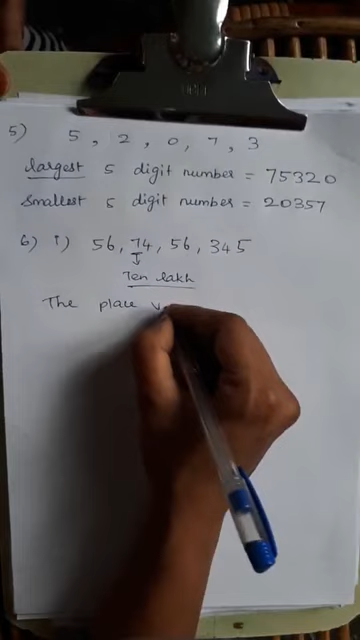 5) 5, 2, 0, 7, 3
largest 5 digit number = 75320
Smallest 5 digit number = 20357
6) i) 56, 74, 56, 345
Ten lakh
The place v